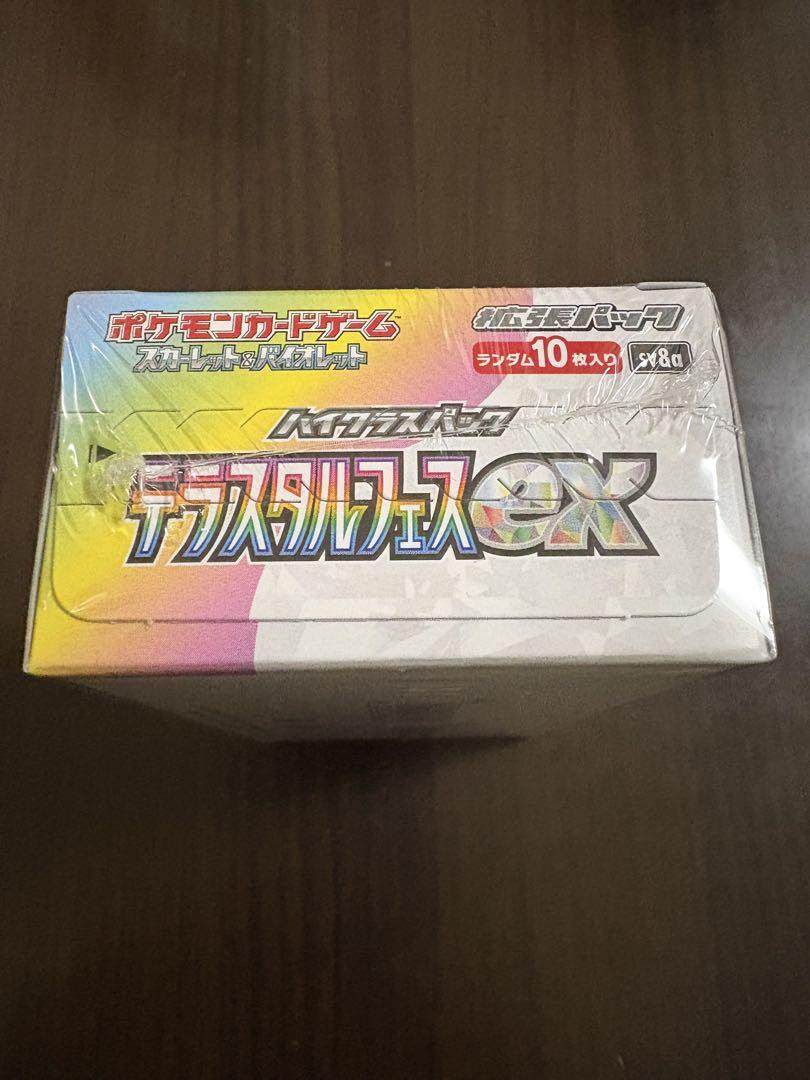 ポケモンカードゲーム™
スカーレット&バイオレット
拡張パック
ランダム10枚入り
sv8a
ハイクラスパック
テラスタルフェスex